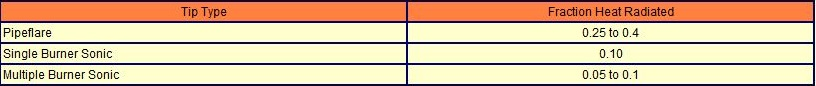 Tip Type Fraction Heat Radiated
Pipeflare 0.25 to 0.4
Single Burner Sonic 0.10
Multiple Burner Sonic 0.05 to 0.1